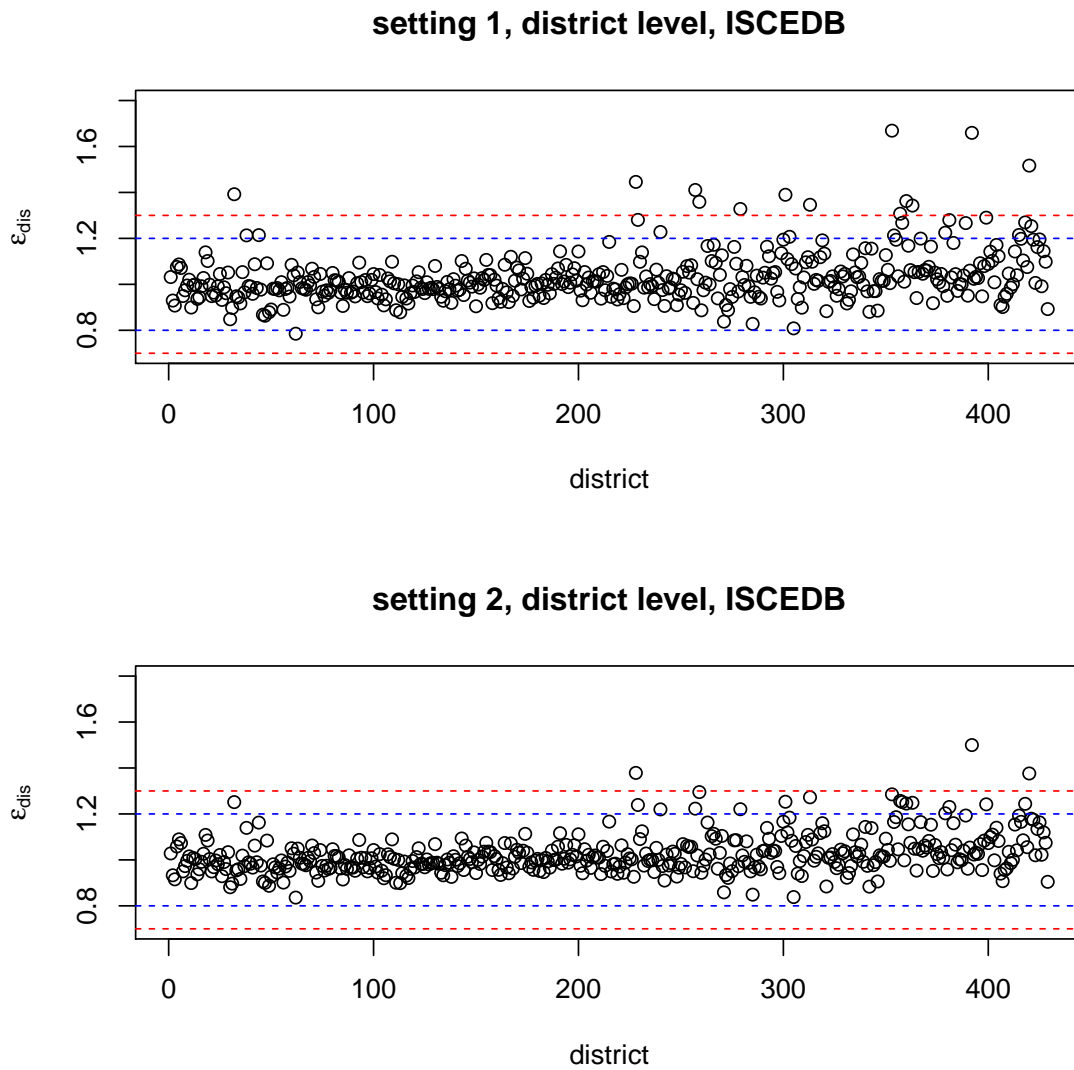 setting 1, district level, ISCEDB
1.6
1.2
0.8
εdis
0 100 200 300 400
district
setting 2, district level, ISCEDB
1.6
1.2
0.8
εdis
0 100 200 300 400
district